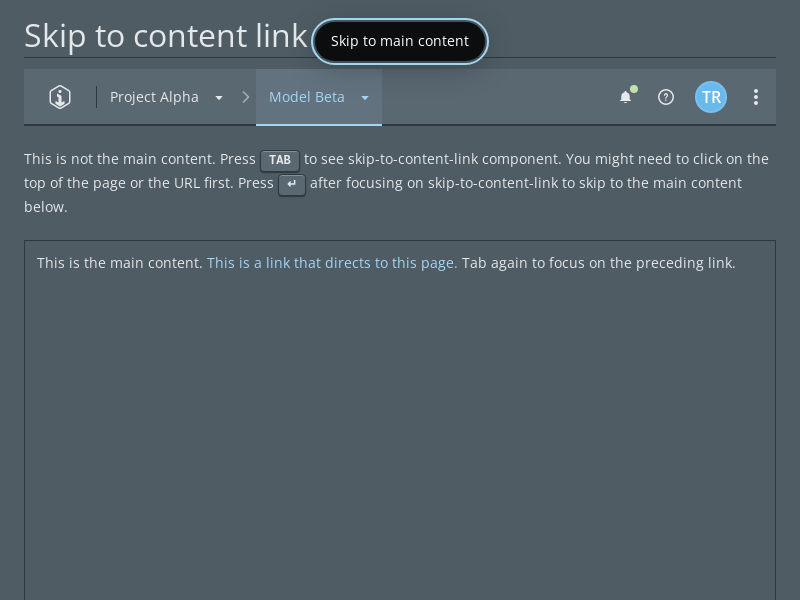 Skip to content link
Skip to main content
Project Alpha
Model Beta
TR
This is not the main content. Press TAB to see skip-to-content-link component. You might need to click on the
top of the page or the URL first. Press ↵ after focusing on skip-to-content-link to skip to the main content
below.
This is the main content. This is a link that directs to this page. Tab again to focus on the preceding link.